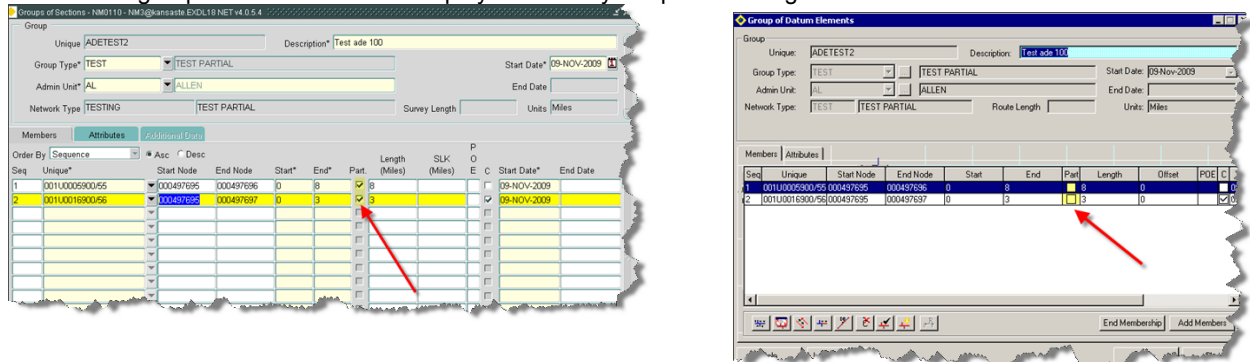 Groups of Sections - NM0110 - NM3@kansaste.EXDL18 NET v4.0.5.4
Group
Unique ADETEST2 Description* Test ade 100
Group Type* TEST TEST PARTIAL Start Date* 09-NOV-2009
Admin Unit* AL ALLEN End Date
Network Type TESTING TEST PARTIAL Survey Length Units Miles
Members Attributes Additional Data
Order By Sequence Asc Desc
Seq Unique* Start Node End Node Start* End* Part. Length (Miles) SLK (Miles) P O E C Start Date* End Date
1 001U0005900/55 000497695 000497696 0 8 8 09-NOV-2009
2 001U0016900/56 000497695 000497697 0 3 3 09-NOV-2009
Group of Datum Elements
Group
Unique: ADETEST2 Description: Test ade 100
Group Type: TEST TEST PARTIAL Start Date: 09-Nov-2009
Admin Unit: AL ALLEN End Date:
Network Type: TEST TEST PARTIAL Route Length Units: Miles
Members Attributes
Seq Unique Start Node End Node Start End Part Length Offset POE C
1 001U0005900/55 000497695 000497696 0 8 8 0
2 001U0016900/56 000497695 000497697 0 3 3 0
End Membership Add Members